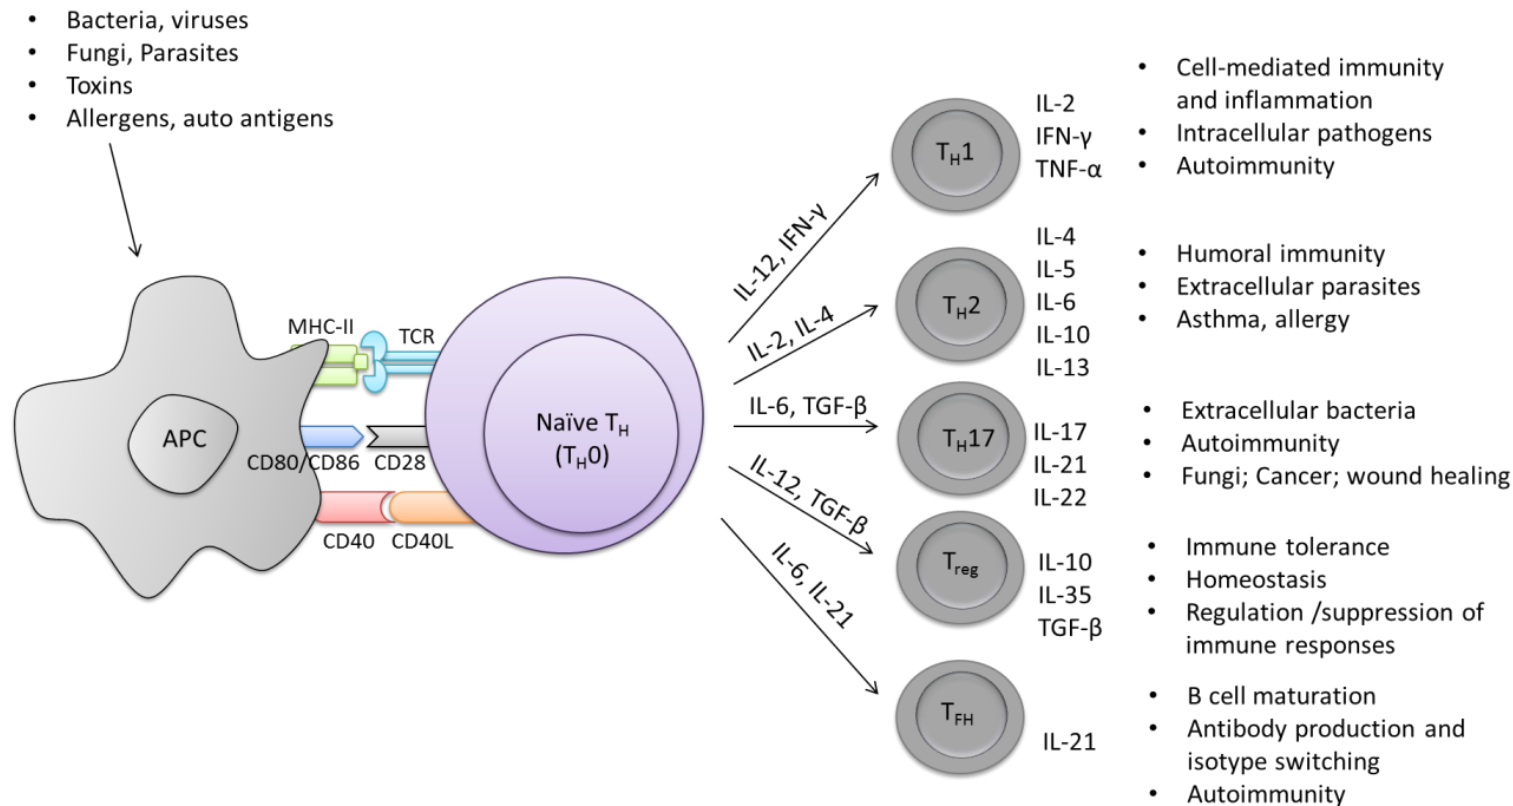 • Bacteria, viruses
• Fungi, Parasites
• Toxins
• Allergens, auto antigens
MHC-II
TCR
APC
CD80/CD86
CD28
CD40
CD40L
Naïve TH
(TH0)
IL-12, IFN-γ
IL-2, IL-4
IL-6, TGF-β
IL-12, TGF-β
IL-6, IL-21
TH1
IL-2
IFN-γ
TNF-α
• Cell-mediated immunity
and inflammation
• Intracellular pathogens
• Autoimmunity
TH2
IL-4
IL-5
IL-6
IL-10
IL-13
• Humoral immunity
• Extracellular parasites
• Asthma, allergy
TH17
IL-17
IL-21
IL-22
• Extracellular bacteria
• Autoimmunity
• Fungi; Cancer; wound healing
Treg
IL-10
IL-35
TGF-β
• Immune tolerance
• Homeostasis
• Regulation /suppression of
immune responses
TFH
IL-21
• B cell maturation
• Antibody production and
isotype switching
• Autoimmunity